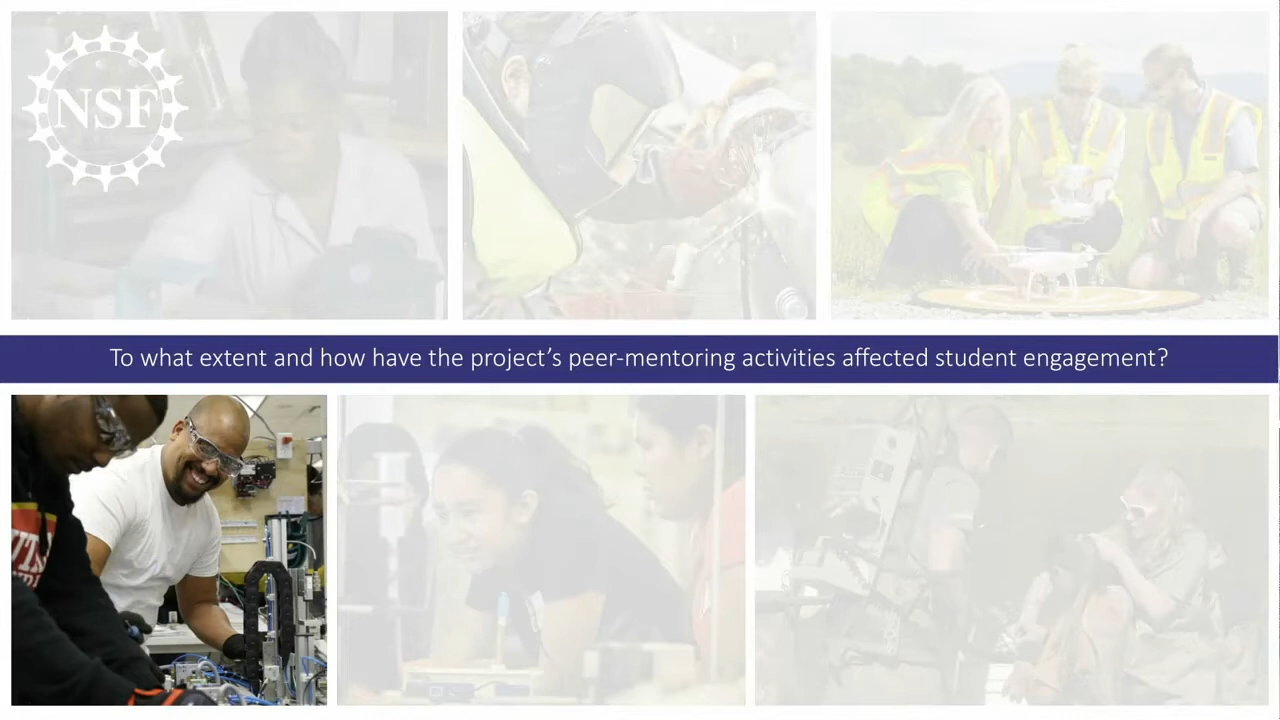 NSF
To what extent and how have the project’s peer-mentoring activities affected student engagement?